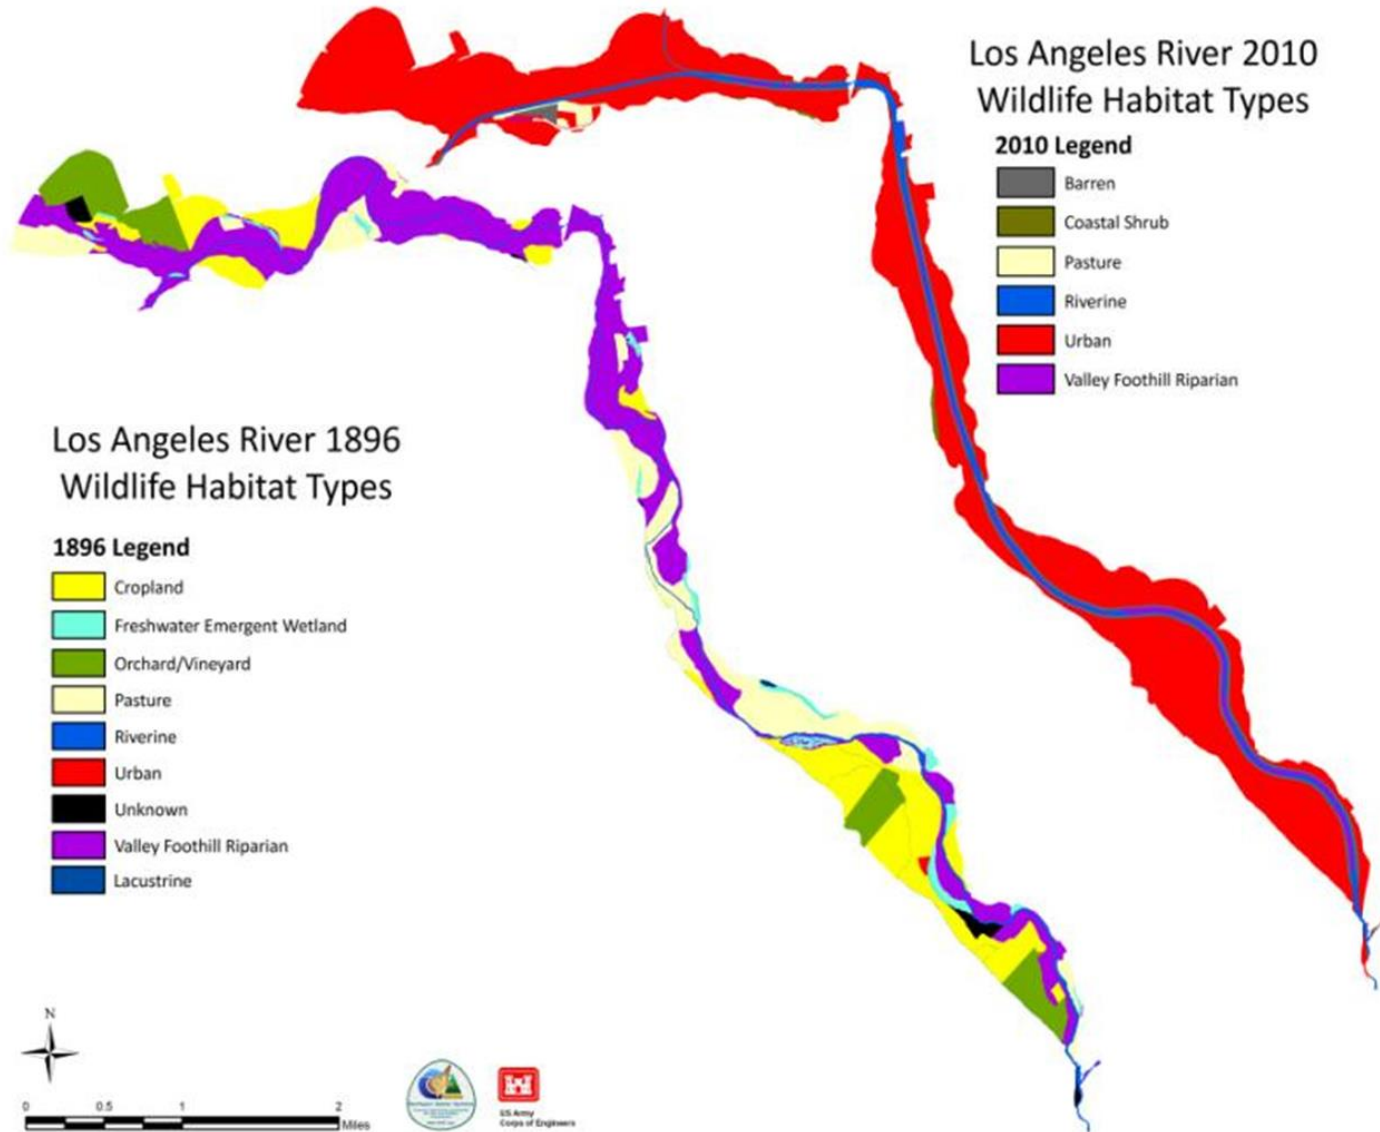 Los Angeles River 2010
Wildlife Habitat Types
2010 Legend
Barren
Coastal Shrub
Pasture
Riverine
Urban
Valley Foothill Riparian
Los Angeles River 1896
Wildlife Habitat Types
1896 Legend
Cropland
Freshwater Emergent Wetland
Orchard/Vineyard
Pasture
Riverine
Urban
Unknown
Valley Foothill Riparian
Lacustrine
N
0 0.5 1 2
Miles
US Army
Corps of Engineers